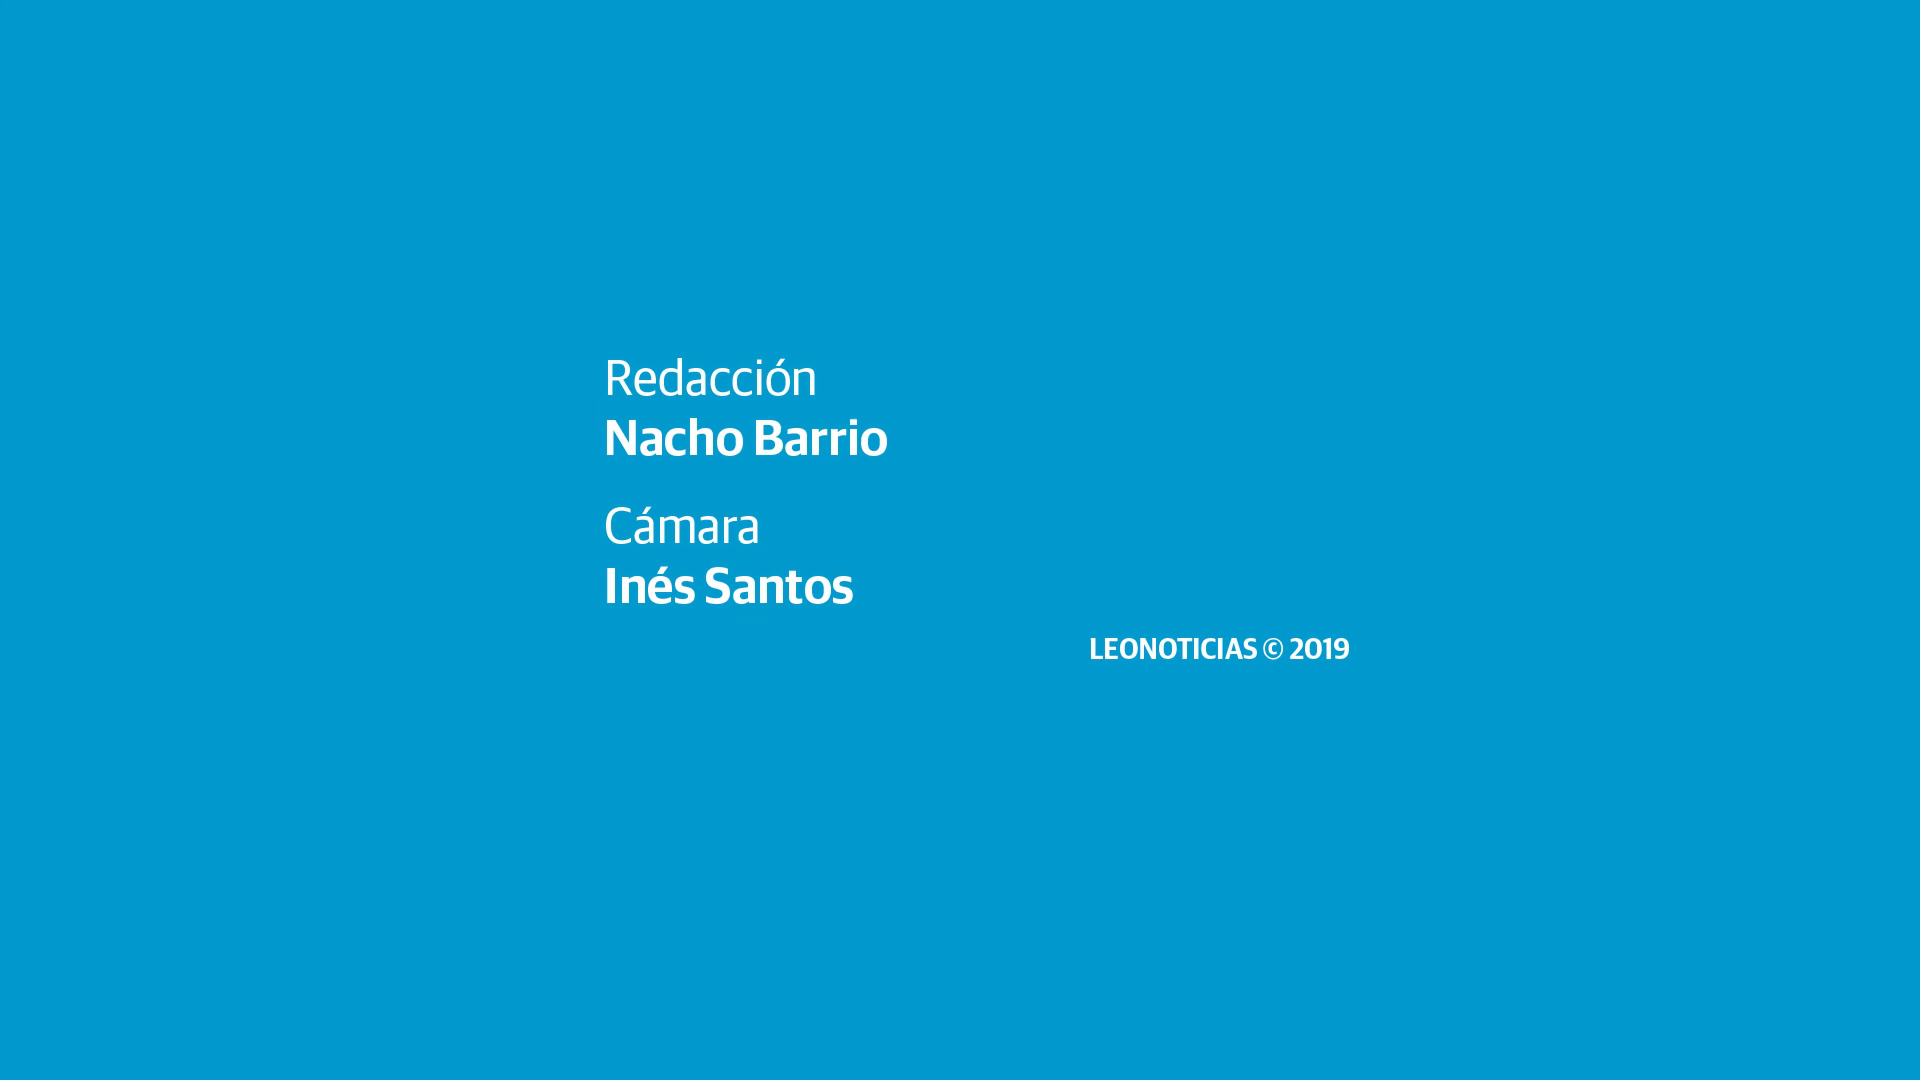 Redacción
Nacho Barrio
Cámara
Inés Santos
LEONOTICIAS © 2019